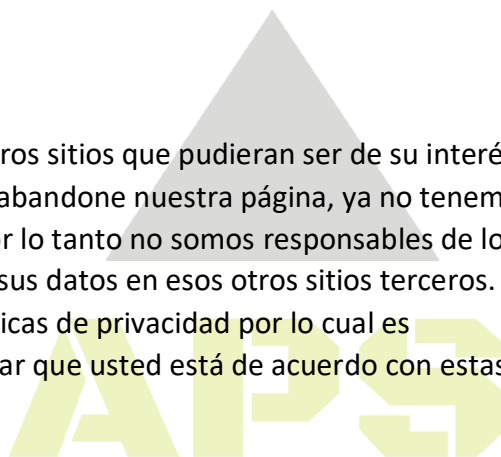 ros sitios que pudieran ser de su interé
abandone nuestra página, ya no tenem
r lo tanto no somos responsables de lo
sus datos en esos otros sitios terceros.
icas de privacidad por lo cual es
ar que usted está de acuerdo con estas
APS